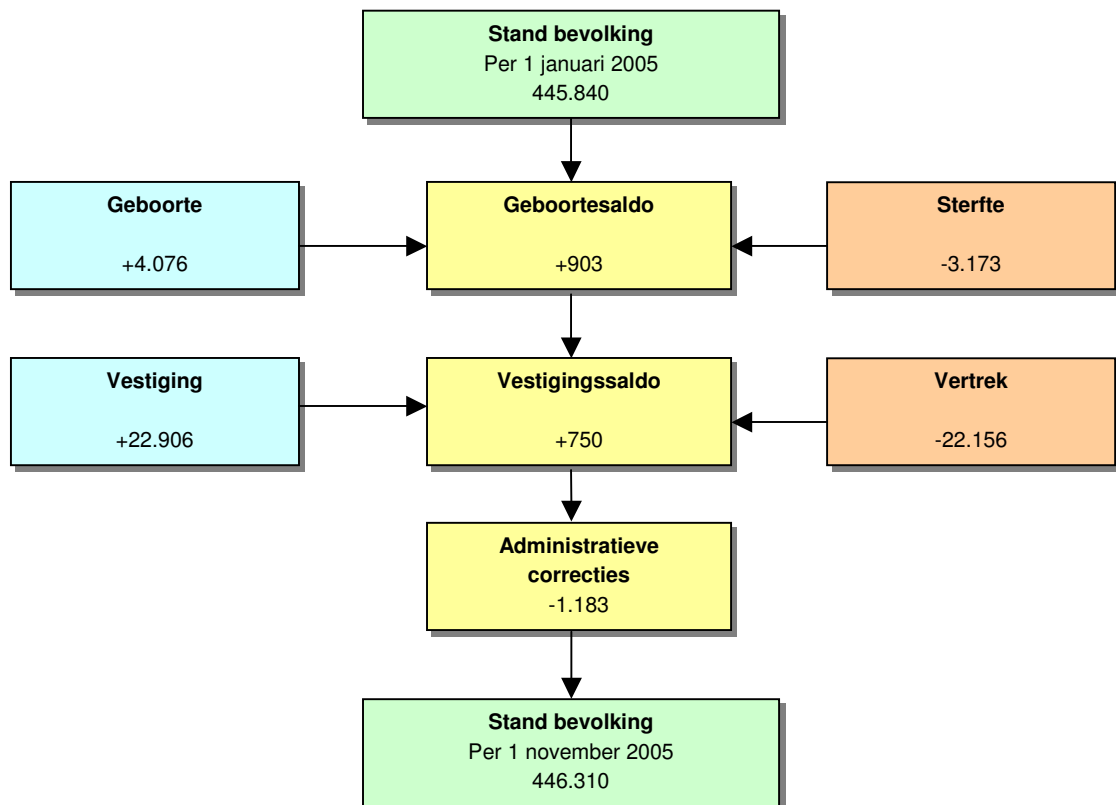 Stand bevolking
Per 1 januari 2005
445.840
Geboorte
+4.076
Geboortesaldo
+903
Sterfte
-3.173
Vestiging
+22.906
Vestigingssaldo
+750
Vertrek
-22.156
Administratieve
correcties
-1.183
Stand bevolking
Per 1 november 2005
446.310